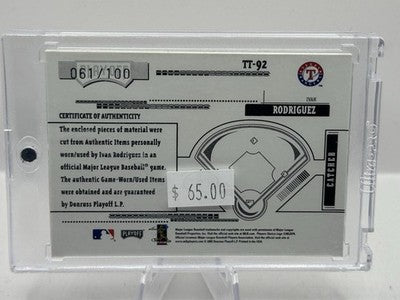 PLAYOFF
061/100
TT-92
IVAN
RODRIGUEZ
CATCHER
CERTIFICATE OF AUTHENTICITY
The enclosed pieces of material were
cut from Authentic Items personally
worn/used by Ivan Rodriguez in an
official Major League Baseball game.
The authentic Game-Worn/Used Items
were obtained and are guaranteed
by Donruss Playoff L.P.
$ 65.00
PLAYOFF